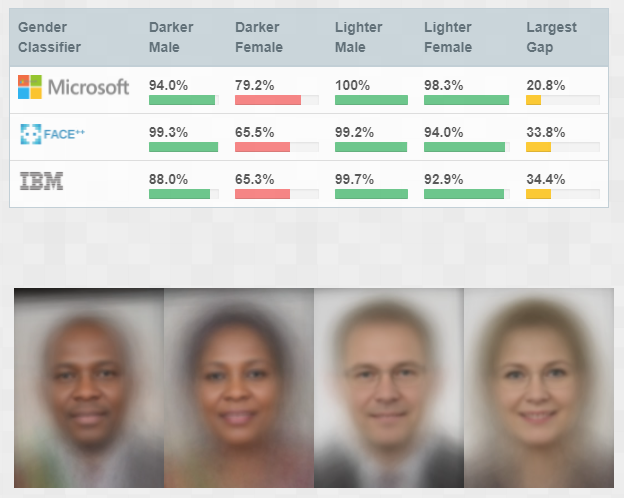 Gender Classifier Darker Male Darker Female Lighter Male Lighter Female Largest Gap
Microsoft 94.0% 79.2% 100% 98.3% 20.8%
FACE++ 99.3% 65.5% 99.2% 94.0% 33.8%
IBM 88.0% 65.3% 99.7% 92.9% 34.4%